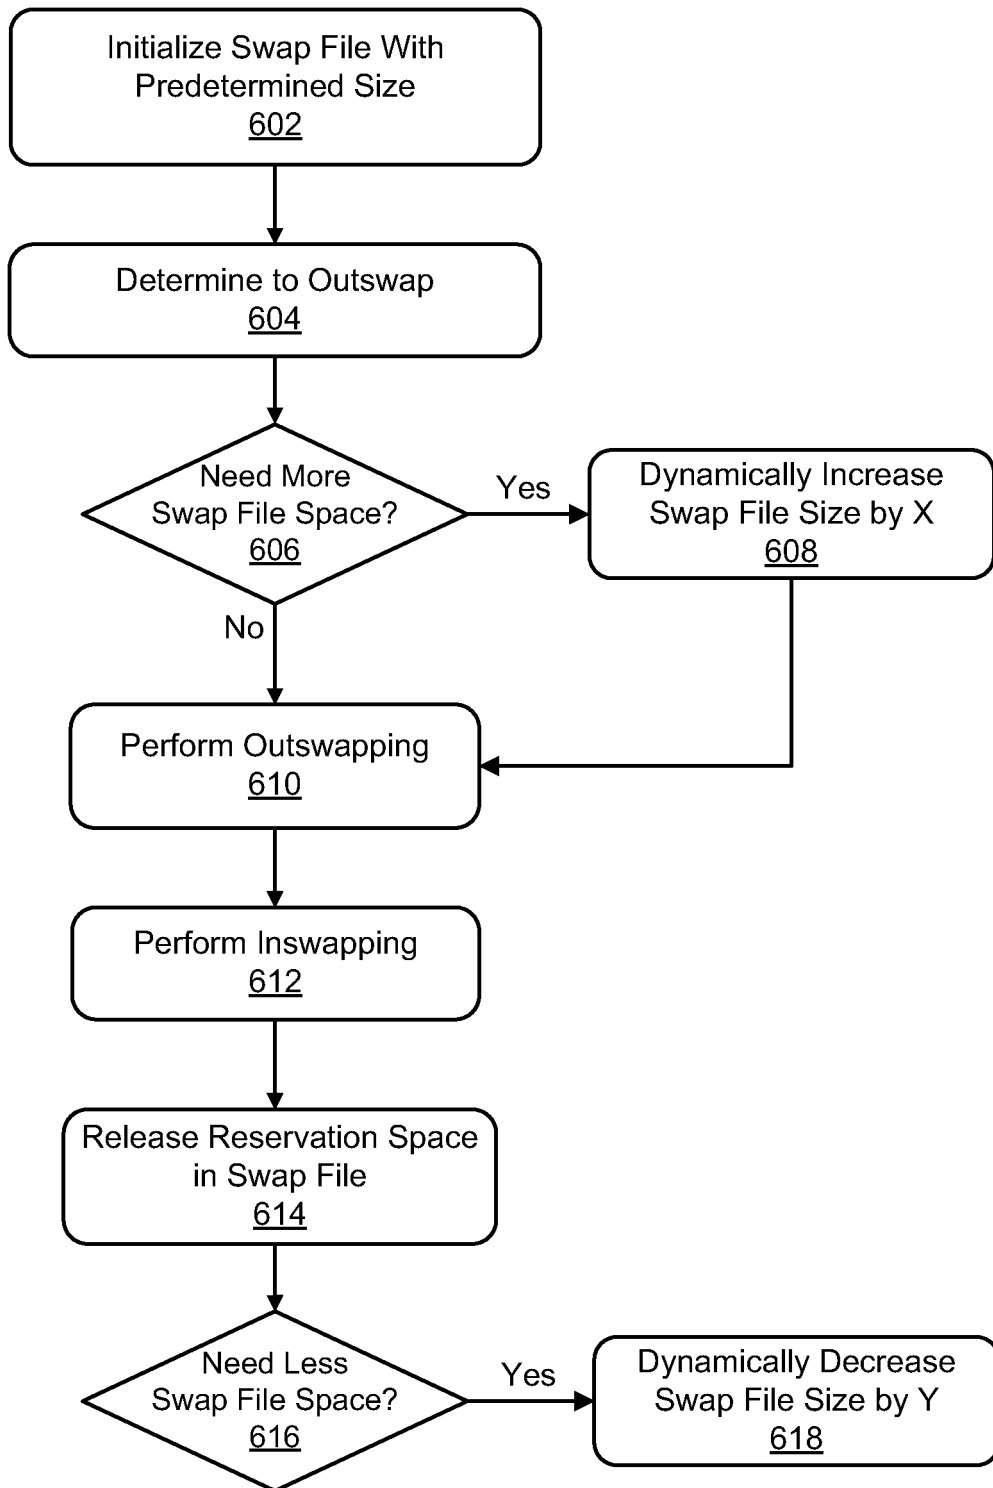 Initialize Swap File With
Predetermined Size
602
Determine to Outswap
604
Need More
Swap File Space?
606
Yes
Dynamically Increase
Swap File Size by X
608
No
Perform Outswapping
610
Perform Inswapping
612
Release Reservation Space
in Swap File
614
Need Less
Swap File Space?
616
Yes
Dynamically Decrease
Swap File Size by Y
618